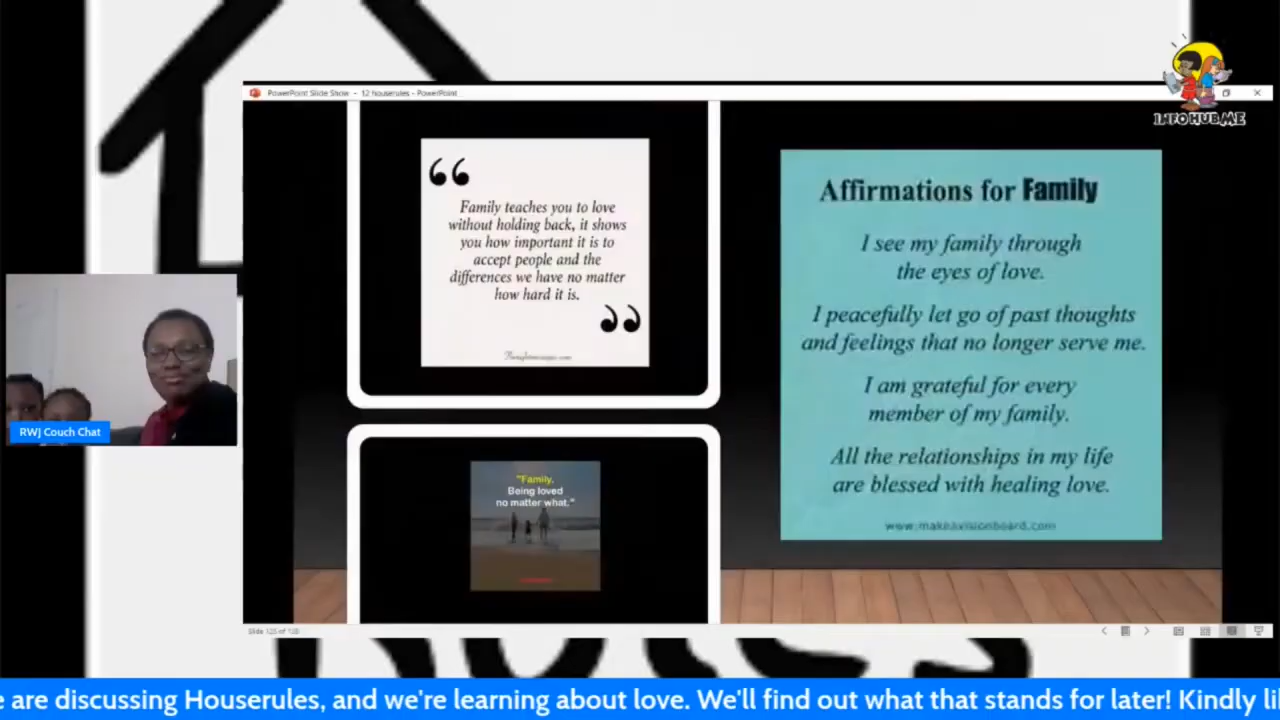 PowerPoint Slide Show - 12 houserules - PowerPoint
INFO HUB.ME
“
Family teaches you to love
without holding back, it shows
you how important it is to
accept people and the
differences we have no matter
how hard it is.
”
"Family.
Being loved
no matter what."
Affirmations for Family
I see my family through
the eyes of love.
I peacefully let go of past thoughts
and feelings that no longer serve me.
I am grateful for every
member of my family.
All the relationships in my life
are blessed with healing love.
www.makeavisionboard.com
RWJ Couch Chat
e are discussing Houserules, and we're learning about love. We'll find out what that stands for later! Kindly li